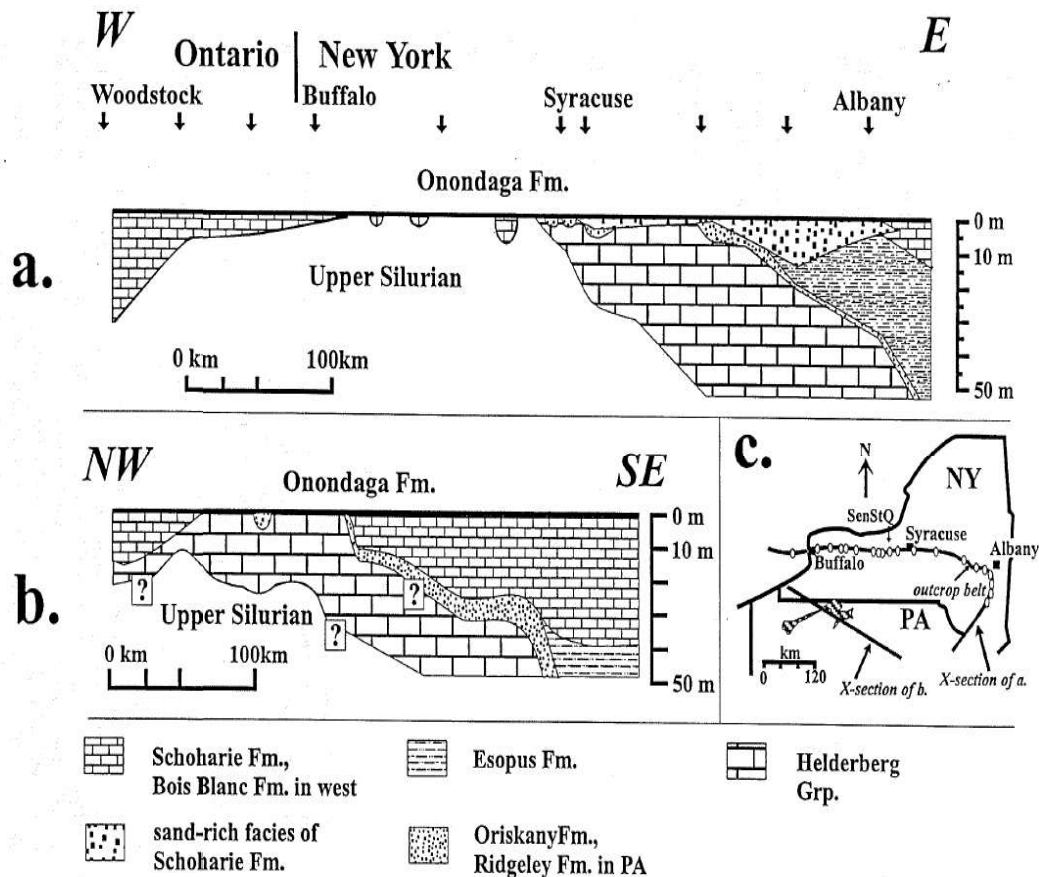 W
E
Ontario
New York
Woodstock
Buffalo
Syracuse
Albany
Onondaga Fm.
a.
Upper Silurian
0 m
10 m
50 m
0 km
100km
NW
SE
Onondaga Fm.
b.
Upper Silurian
?
?
?
0 m
10 m
50 m
0 km
100km
c.
N
NY
SenStQ
Syracuse
Albany
Buffalo
outcrop belt
PA
km
0
120
X-section of b.
X-section of a.
Schoharie Fm.,
Bois Blanc Fm. in west
Esopus Fm.
Helderberg
Grp.
sand-rich facies of
Schoharie Fm.
OriskanyFm.,
Ridgeley Fm. in PA